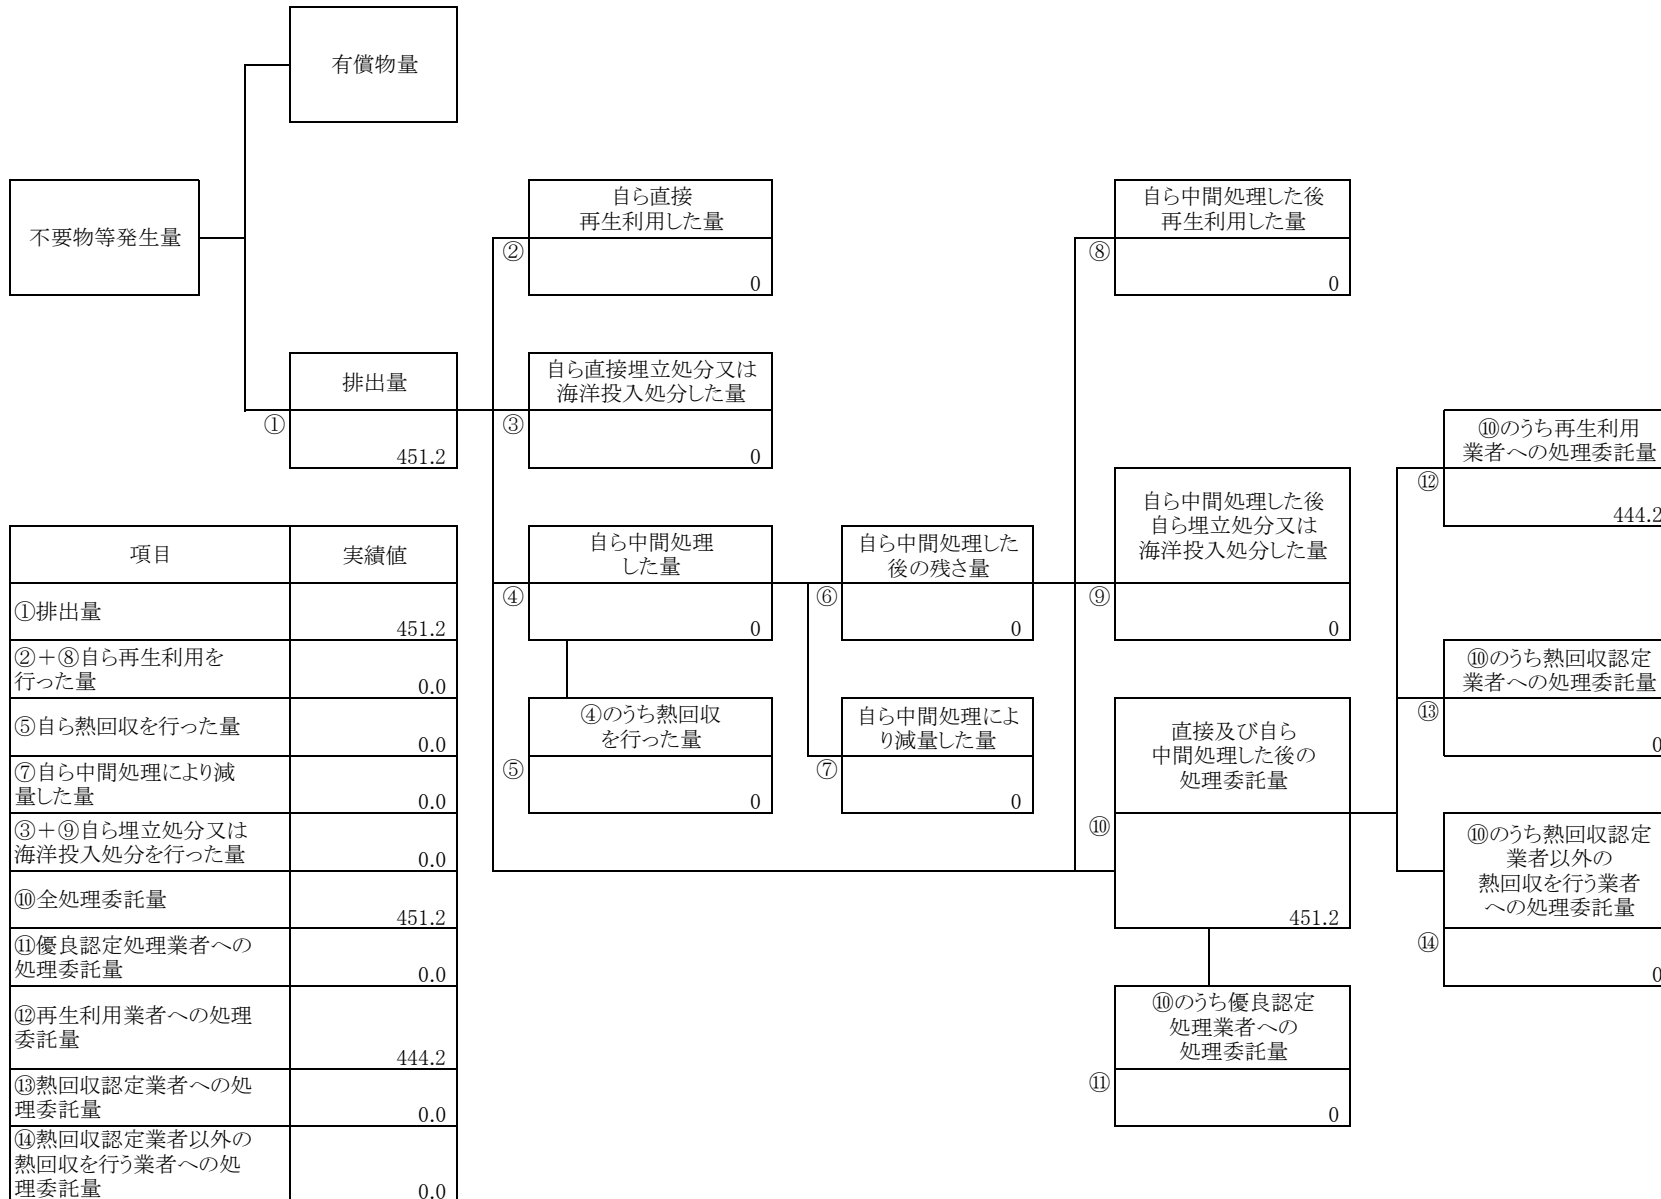 有償物量
不要物等発生量
自ら直接
再生利用した量
②
0
自ら中間処理した後
再生利用した量
⑧
0
排出量
①
451.2
自ら直接埋立処分又は
海洋投入処分した量
③
0
⑩のうち再生利用
業者への処理委託量
⑫
444.2
自ら中間処理
した量
④
0
自ら中間処理した
後の残さ量
⑥
0
自ら中間処理した後
自ら埋立処分又は
海洋投入処分した量
⑨
0
⑩のうち熱回収認定
業者への処理委託量
⑬
0
④のうち熱回収
を行った量
⑤
0
自ら中間処理によ
り減量した量
⑦
0
直接及び自ら
中間処理した後の
処理委託量
⑩
451.2
⑩のうち熱回収認定
業者以外の
熱回収を行う業者
への処理委託量
⑭
0
⑩のうち優良認定
処理業者への
処理委託量
⑪
0
項目 実績値
①排出量
451.2
②+⑧自ら再生利用を
行った量
0.0
⑤自ら熱回収を行った量
0.0
⑦自ら中間処理により減
量した量
0.0
③+⑨自ら埋立処分又は
海洋投入処分を行った量
0.0
⑩全処理委託量
451.2
⑪優良認定処理業者への
処理委託量
0.0
⑫再生利用業者への処理
委託量
444.2
⑬熱回収認定業者への処
理委託量
0.0
⑭熱回収認定業者以外の
熱回収を行う業者への処
理委託量
0.0